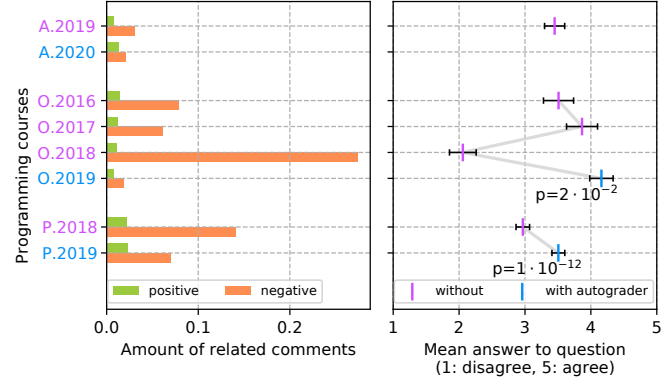 Programming courses
A.2019
A.2020
O.2016
O.2017
O.2018
O.2019
P.2018
P.2019
positive
negative
0.0
0.1
0.2
Amount of related comments
p=2 · 10⁻²
p=1 · 10⁻¹²
without
with autograder
1
2
3
4
5
Mean answer to question
(1: disagree, 5: agree)